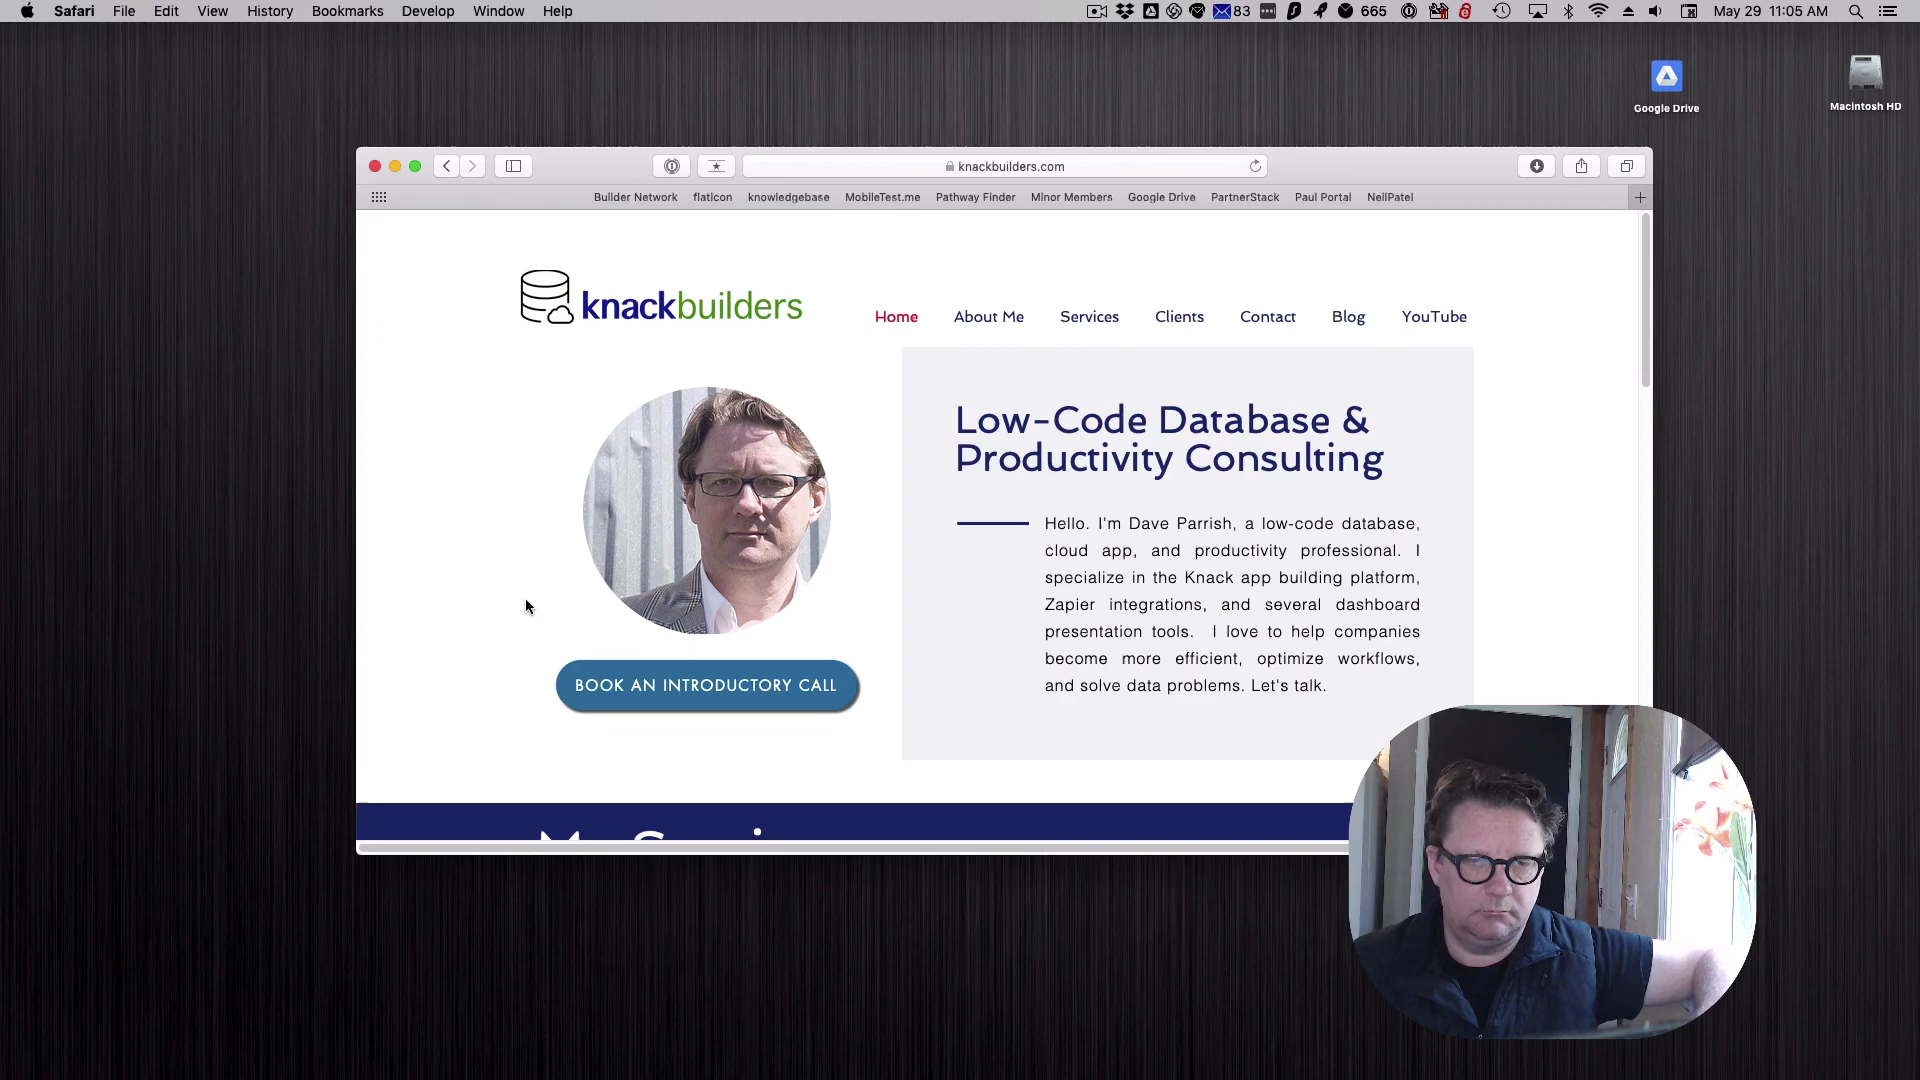 Safari File Edit View History Bookmarks Develop Window Help 83 665 May 29 11:05 AM
Google Drive
Macintosh HD
knackbuilders.com
Builder Network flaticon knowledgebase MobileTest.me Pathway Finder Minor Members Google Drive PartnerStack Paul Portal NeilPatel
knackbuilders
Home About Me Services Clients Contact Blog YouTube
Low-Code Database &
Productivity Consulting
Hello. I'm Dave Parrish, a low-code database,
cloud app, and productivity professional. I
specialize in the Knack app building platform,
Zapier integrations, and several dashboard
presentation tools. I love to help companies
become more efficient, optimize workflows,
and solve data problems. Let's talk.
BOOK AN INTRODUCTORY CALL